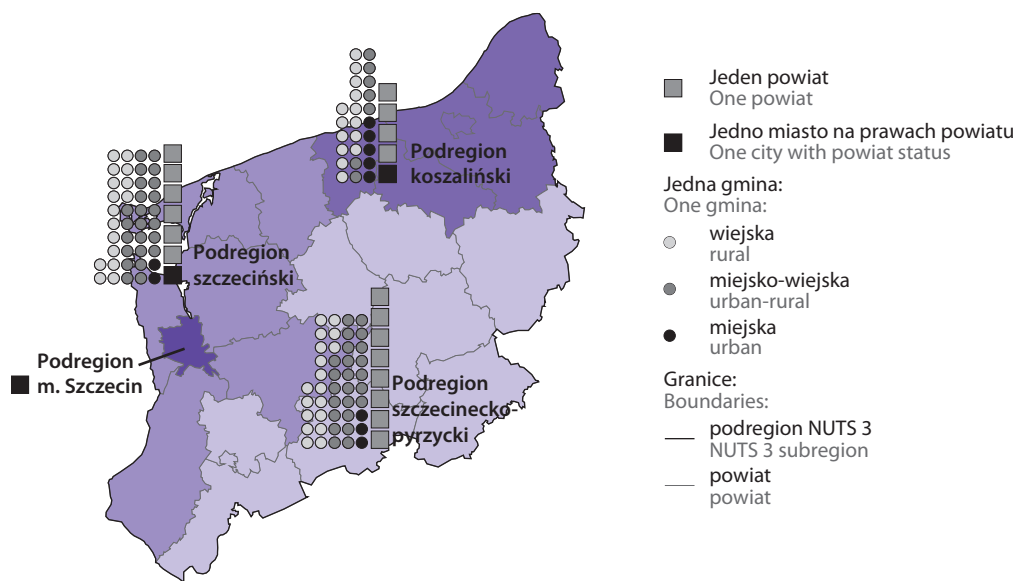 Podregion
koszaliński
Podregion
szczeciński
Podregion
m. Szczecin
Podregion
szczecinecko-
pyrzycki
Jeden powiat
One powiat
Jedno miasto na prawach powiatu
One city with powiat status
Jedna gmina:
One gmina:
wiejska
rural
miejsko-wiejska
urban-rural
miejska
urban
Granice:
Boundaries:
podregion NUTS 3
NUTS 3 subregion
powiat
powiat